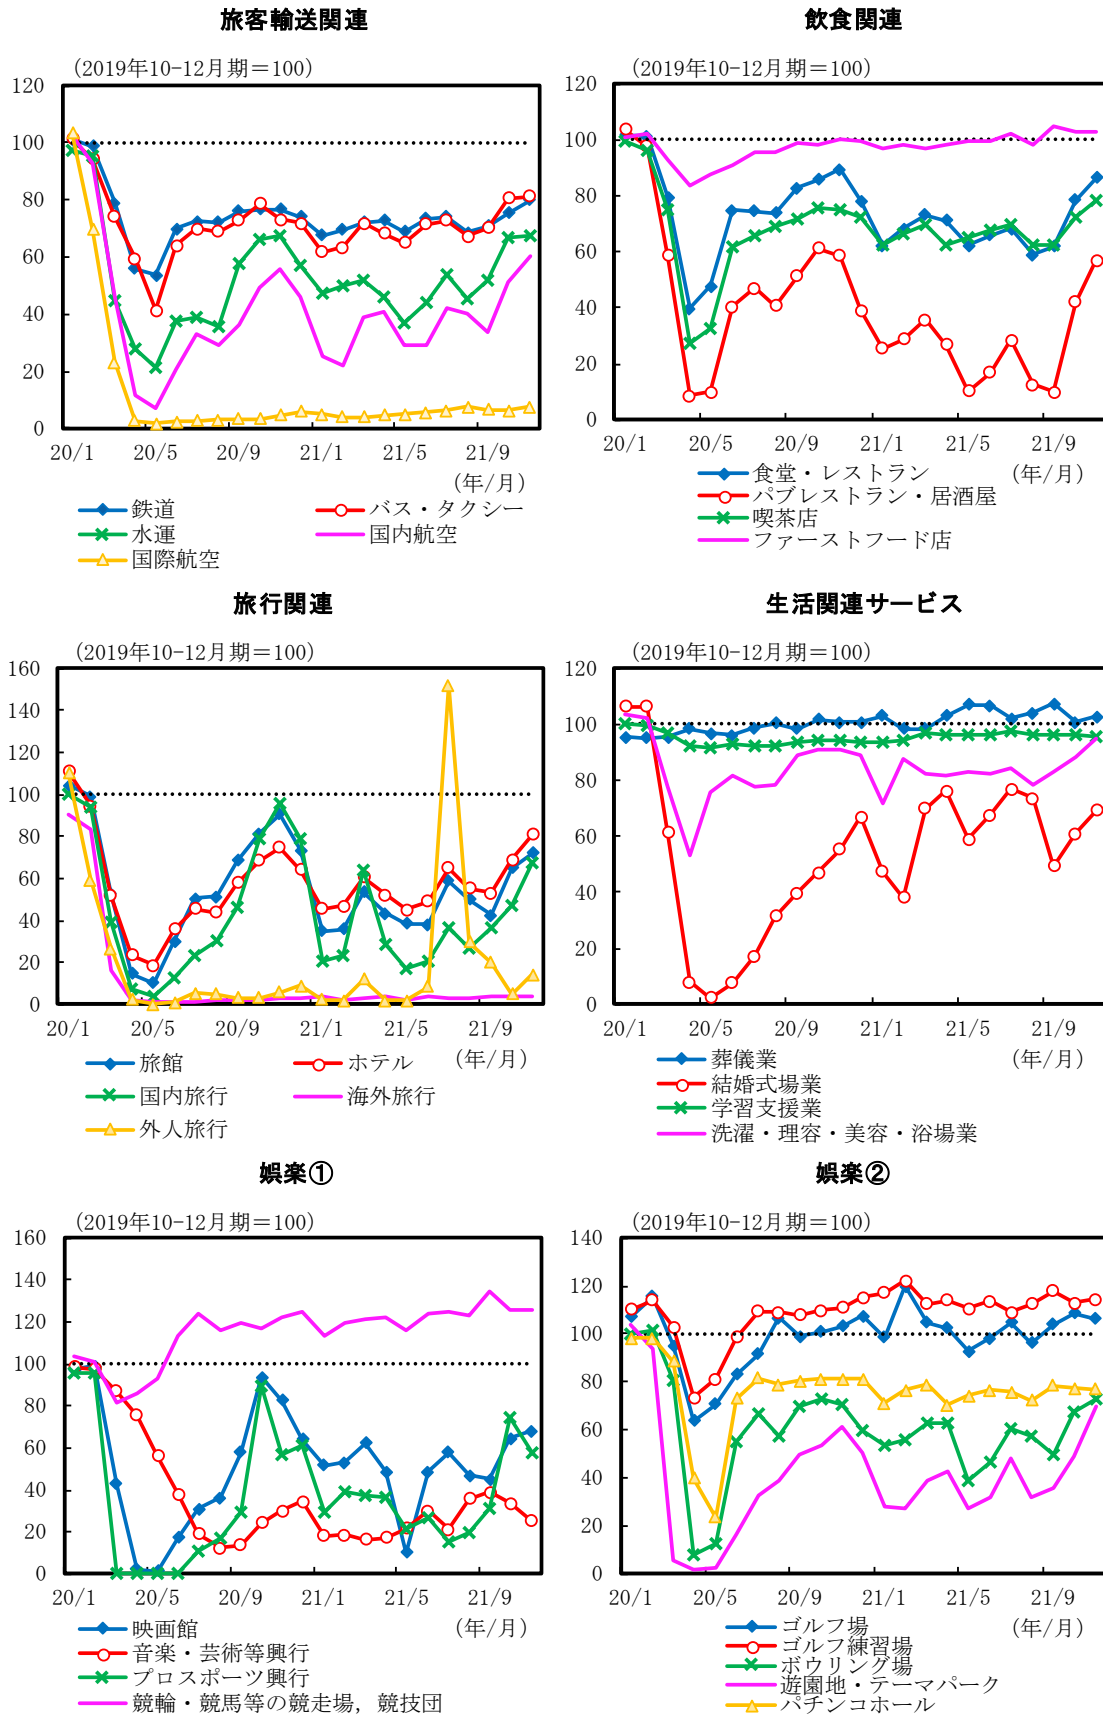 旅客輸送関連
(2019年10-12月期＝100)
120
100
80
60
40
20
0
20/1 20/5 20/9 21/1 21/5 21/9
(年/月)
鉄道 バス・タクシー
水運 国内航空
国際航空
飲食関連
(2019年10-12月期＝100)
120
100
80
60
40
20
0
20/1 20/5 20/9 21/1 21/5 21/9
(年/月)
食堂・レストラン
パブレストラン・居酒屋
喫茶店
ファーストフード店
旅行関連
(2019年10-12月期＝100)
160
140
120
100
80
60
40
20
0
20/1 20/5 20/9 21/1 21/5 21/9
(年/月)
旅館 ホテル
国内旅行 海外旅行
外人旅行
生活関連サービス
(2019年10-12月期＝100)
120
100
80
60
40
20
0
20/1 20/5 20/9 21/1 21/5 21/9
(年/月)
葬儀業
結婚式場業
学習支援業
洗濯・理容・美容・浴場業
娯楽①
(2019年10-12月期＝100)
160
140
120
100
80
60
40
20
0
20/1 20/5 20/9 21/1 21/5 21/9
(年/月)
映画館
音楽・芸術等興行
プロスポーツ興行
競輪・競馬等の競走場，競技団
娯楽②
(2019年10-12月期＝100)
140
120
100
80
60
40
20
0
20/1 20/5 20/9 21/1 21/5 21/9
(年/月)
ゴルフ場
ゴルフ練習場
ボウリング場
遊園地・テーマパーク
パチンコホール